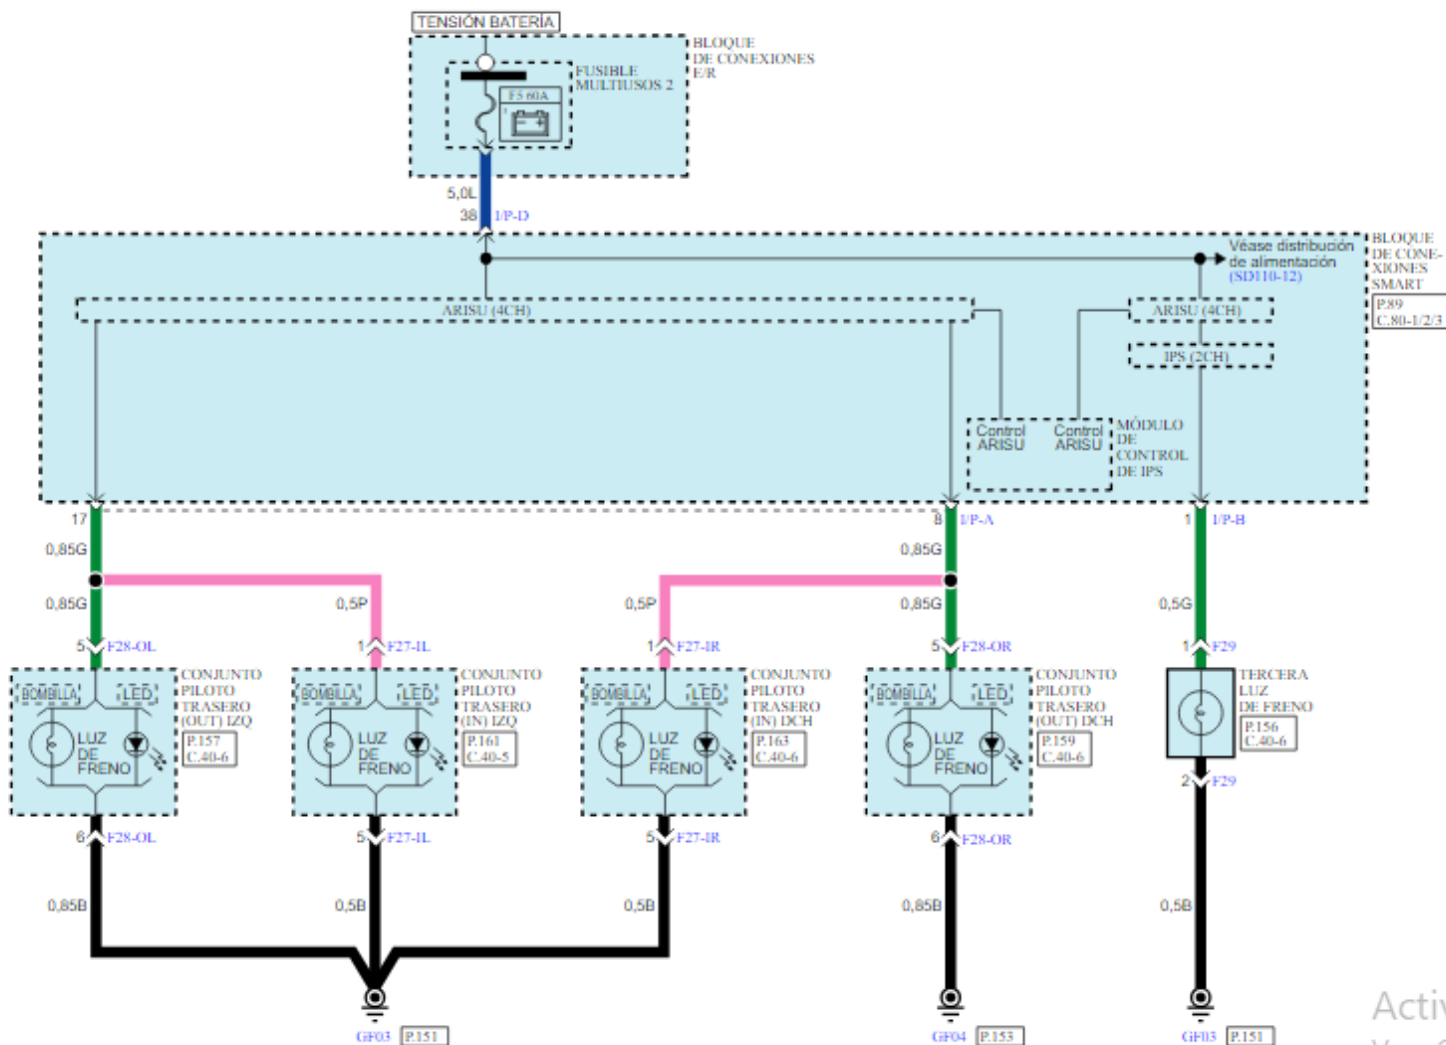 TENSIÓN BATERÍA
BLOQUE
DE CONEXIONES
E/R
FUSIBLE
MULTIUSOS 2
F5 60A
5,0L
38 I/P-D
Véase distribución
de alimentación
(SD110-12)
BLOQUE
DE CONE-
XIONES
SMART
P.89
C.80-1/2/3
ARISU (4CH)
ARISU (4CH)
IPS (2CH)
Control
ARISU
Control
ARISU
MÓDULO
DE
CONTROL
DE IPS
17
8 I/P-A
1 I/P-B
0,85G
0,85G
0,85G
0,5P
0,5P
0,85G
0,5G
5 F28-OL
1 F27-IL
1 F27-IR
5 F28-OR
1 F29
BOMBILLA
LED
LUZ
DE
FRENO
CONJUNTO
PILOTO
TRASERO
(OUT) IZQ
P.157
C.40-6
BOMBILLA
LED
LUZ
DE
FRENO
CONJUNTO
PILOTO
TRASERO
(IN) IZQ
P.161
C.40-5
BOMBILLA
LED
LUZ
DE
FRENO
CONJUNTO
PILOTO
TRASERO
(IN) DCH
P.163
C.40-6
BOMBILLA
LED
LUZ
DE
FRENO
CONJUNTO
PILOTO
TRASERO
(OUT) DCH
P.159
C.40-6
TERCERA
LUZ
DE FRENO
P.156
C.40-6
6 F28-OL
5 F27-IL
5 F27-IR
6 F28-OR
2 F29
0,85B
0,5B
0,5B
0,85B
0,5B
GF03 P.151
GF04 P.153
GF03 P.151
Activ